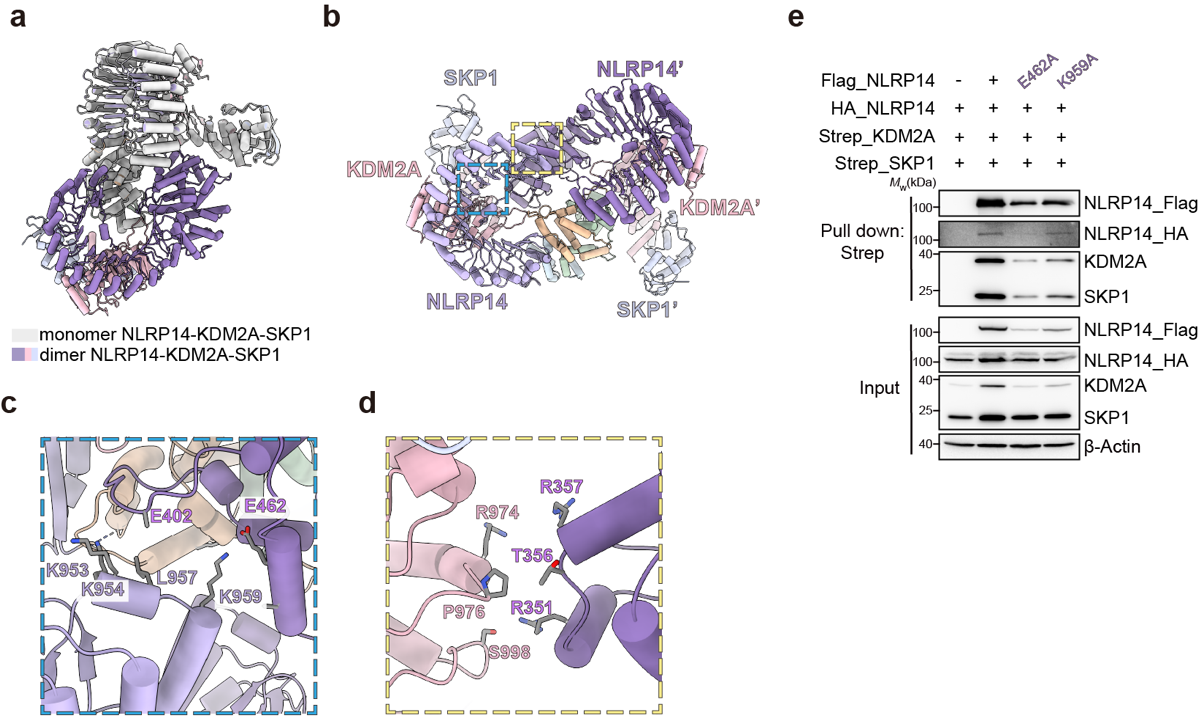 a
monomer NLRP14-KDM2A-SKP1
dimer NLRP14-KDM2A-SKP1
b
SKP1
NLRP14’
KDM2A
KDM2A’
NLRP14
SKP1’
c
E402
E462
K953
K954
L957
K959
d
R357
R974
T356
P976
R351
S998
e
Flag_NLRP14 - + E462A K959A
HA_NLRP14 + + + +
Strep_KDM2A + + + +
Strep_SKP1 + + + +
Mw(kDa)
Pull down:
Strep
100 NLRP14_Flag
100 NLRP14_HA
40 KDM2A
25 SKP1
Input
100 NLRP14_Flag
100 NLRP14_HA
40 KDM2A
25 SKP1
40 β-Actin